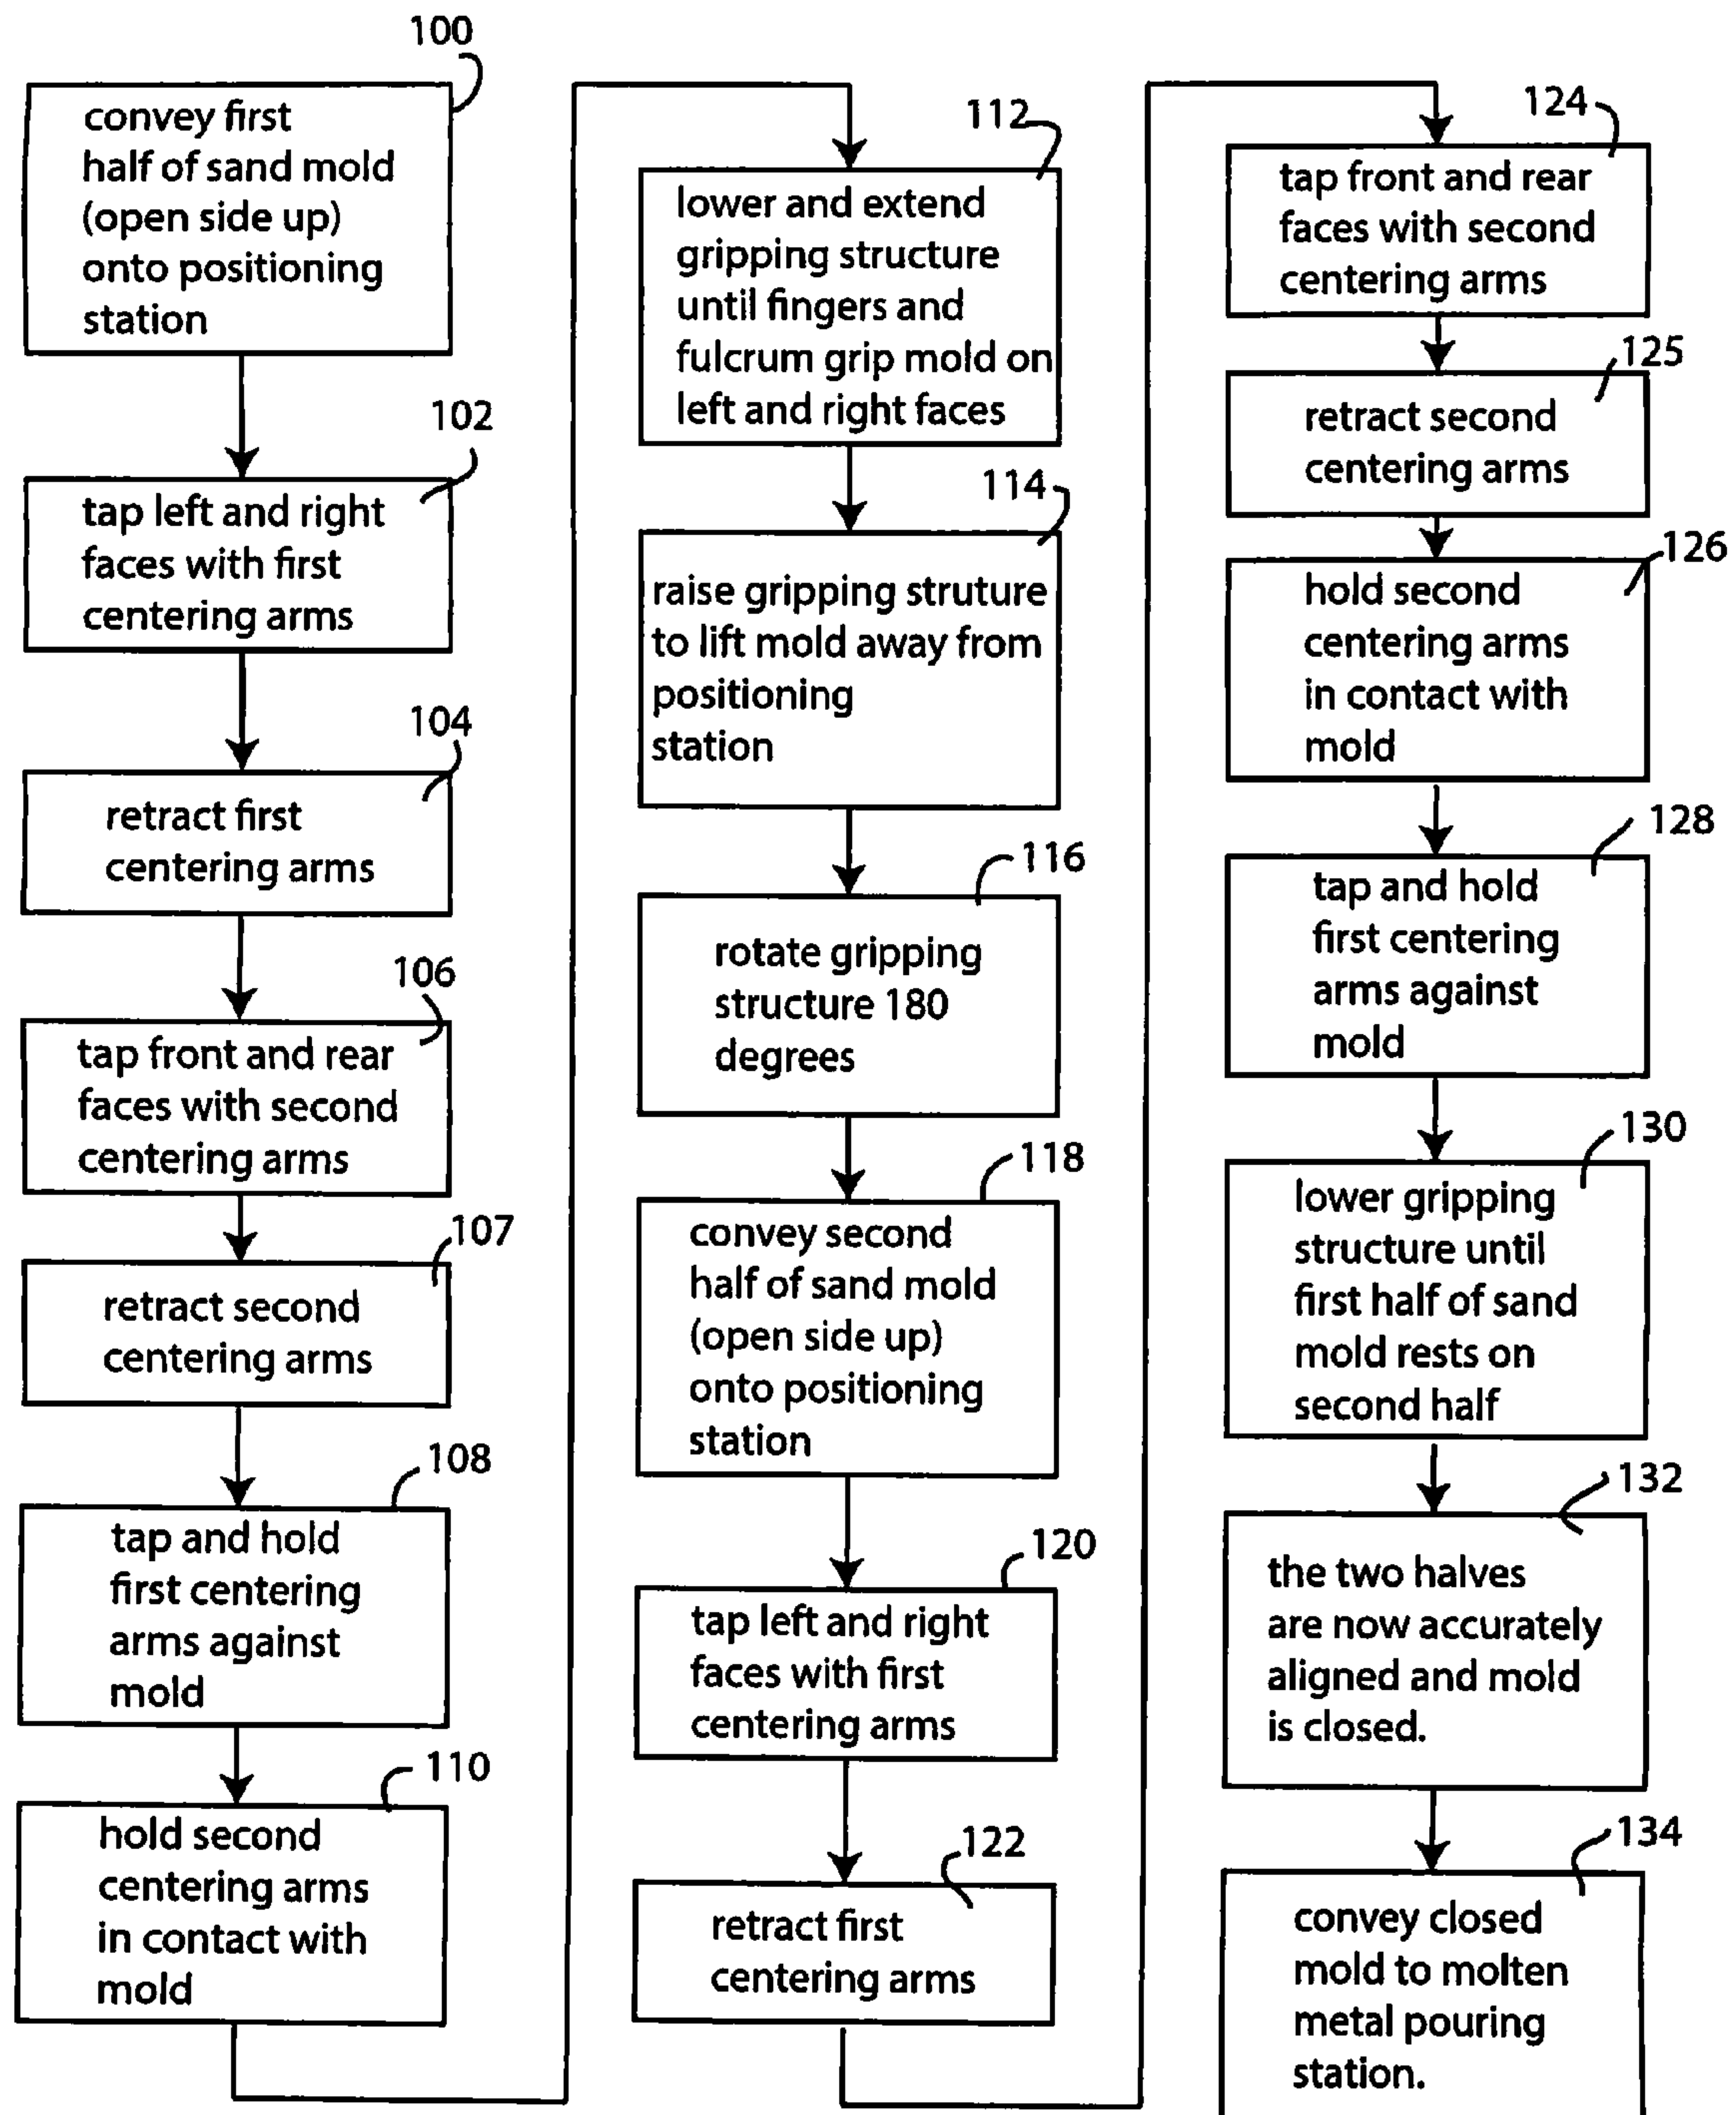 100
convey first
half of sand mold
(open side up)
onto positioning
station
102
tap left and right
faces with first
centering arms
104
retract first
centering arms
106
tap front and rear
faces with second
centering arms
107
retract second
centering arms
108
tap and hold
first centering
arms against
mold
110
hold second
centering arms
in contact with
mold
112
lower and extend
gripping structure
until fingers and
fulcrum grip mold on
left and right faces
114
raise gripping struture
to lift mold away from
positioning
station
116
rotate gripping
structure 180
degrees
118
convey second
half of sand mold
(open side up)
onto positioning
station
120
tap left and right
faces with first
centering arms
122
retract first
centering arms
124
tap front and rear
faces with second
centering arms
125
retract second
centering arms
126
hold second
centering arms
in contact with
mold
128
tap and hold
first centering
arms against
mold
130
lower gripping
structure until
first half of sand
mold rests on
second half
132
the two halves
are now accurately
aligned and mold
is closed.
134
convey closed
mold to molten
metal pouring
station.